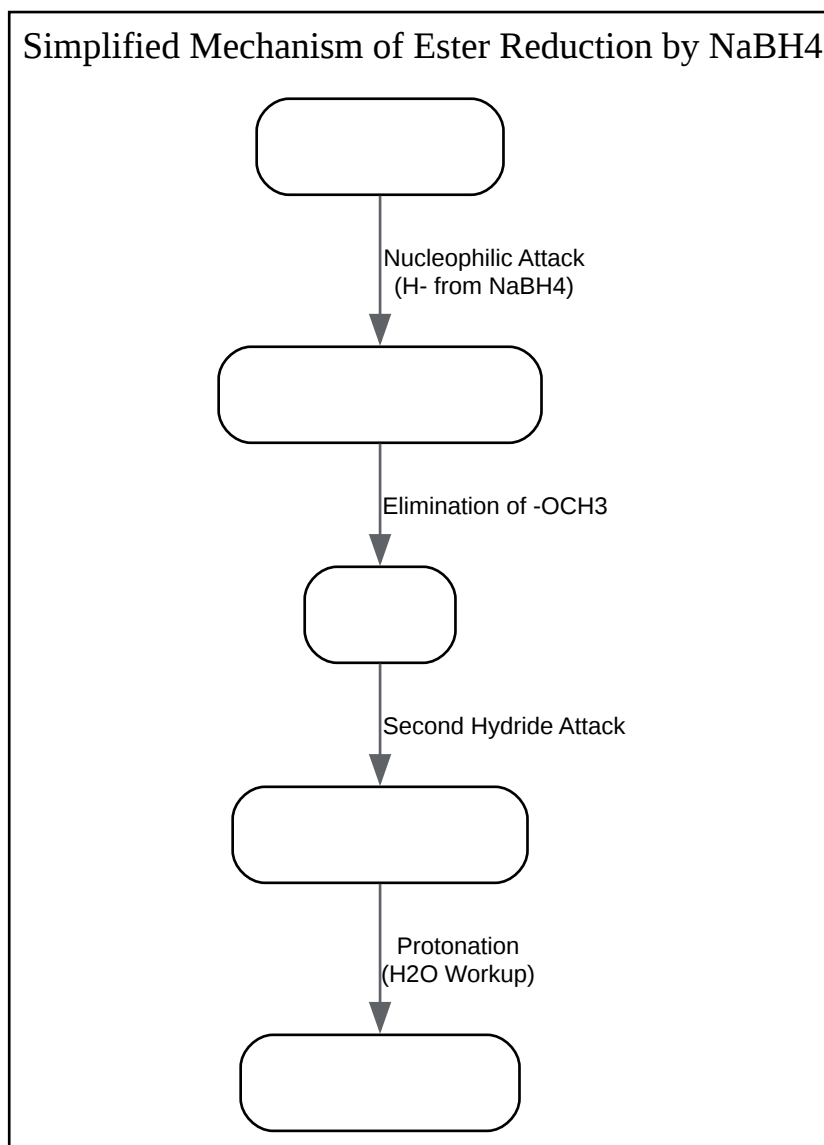 Simplified Mechanism of Ester Reduction by NaBH4
Nucleophilic Attack
(H- from NaBH4)
Elimination of -OCH3
Second Hydride Attack
Protonation
(H2O Workup)